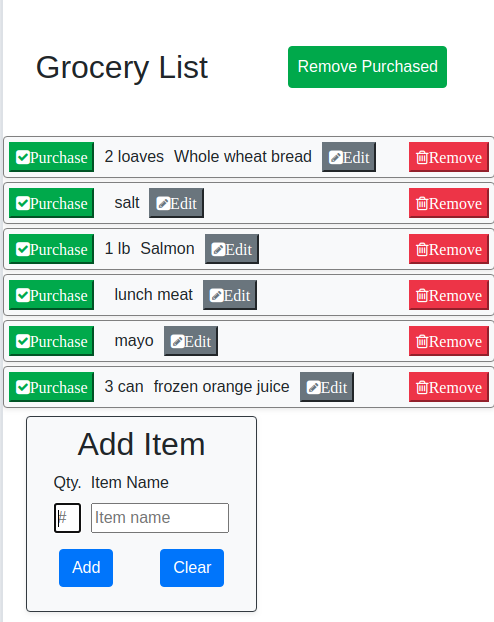 Grocery List Remove Purchased
Purchase 2 loaves Whole wheat bread Edit Remove
Purchase salt Edit Remove
Purchase 1 lb Salmon Edit Remove
Purchase lunch meat Edit Remove
Purchase mayo Edit Remove
Purchase 3 can frozen orange juice Edit Remove
Add Item
Qty. Item Name
# Item name
Add Clear